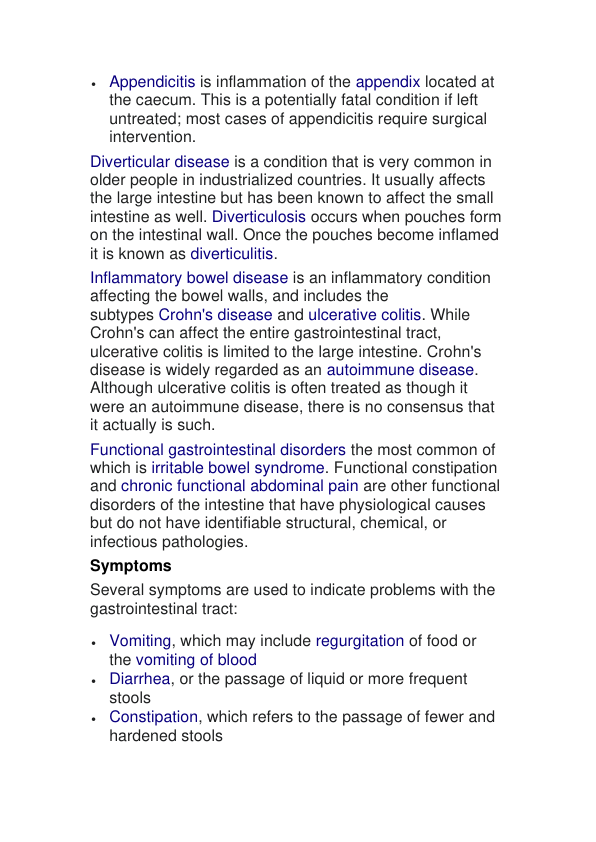 • Appendicitis is inflammation of the appendix located at
the caecum. This is a potentially fatal condition if left
untreated; most cases of appendicitis require surgical
intervention.
Diverticular disease is a condition that is very common in
older people in industrialized countries. It usually affects
the large intestine but has been known to affect the small
intestine as well. Diverticulosis occurs when pouches form
on the intestinal wall. Once the pouches become inflamed
it is known as diverticulitis.
Inflammatory bowel disease is an inflammatory condition
affecting the bowel walls, and includes the
subtypes Crohn's disease and ulcerative colitis. While
Crohn's can affect the entire gastrointestinal tract,
ulcerative colitis is limited to the large intestine. Crohn's
disease is widely regarded as an autoimmune disease.
Although ulcerative colitis is often treated as though it
were an autoimmune disease, there is no consensus that
it actually is such.
Functional gastrointestinal disorders the most common of
which is irritable bowel syndrome. Functional constipation
and chronic functional abdominal pain are other functional
disorders of the intestine that have physiological causes
but do not have identifiable structural, chemical, or
infectious pathologies.
Symptoms
Several symptoms are used to indicate problems with the
gastrointestinal tract:
• Vomiting, which may include regurgitation of food or
the vomiting of blood
• Diarrhea, or the passage of liquid or more frequent
stools
• Constipation, which refers to the passage of fewer and
hardened stools